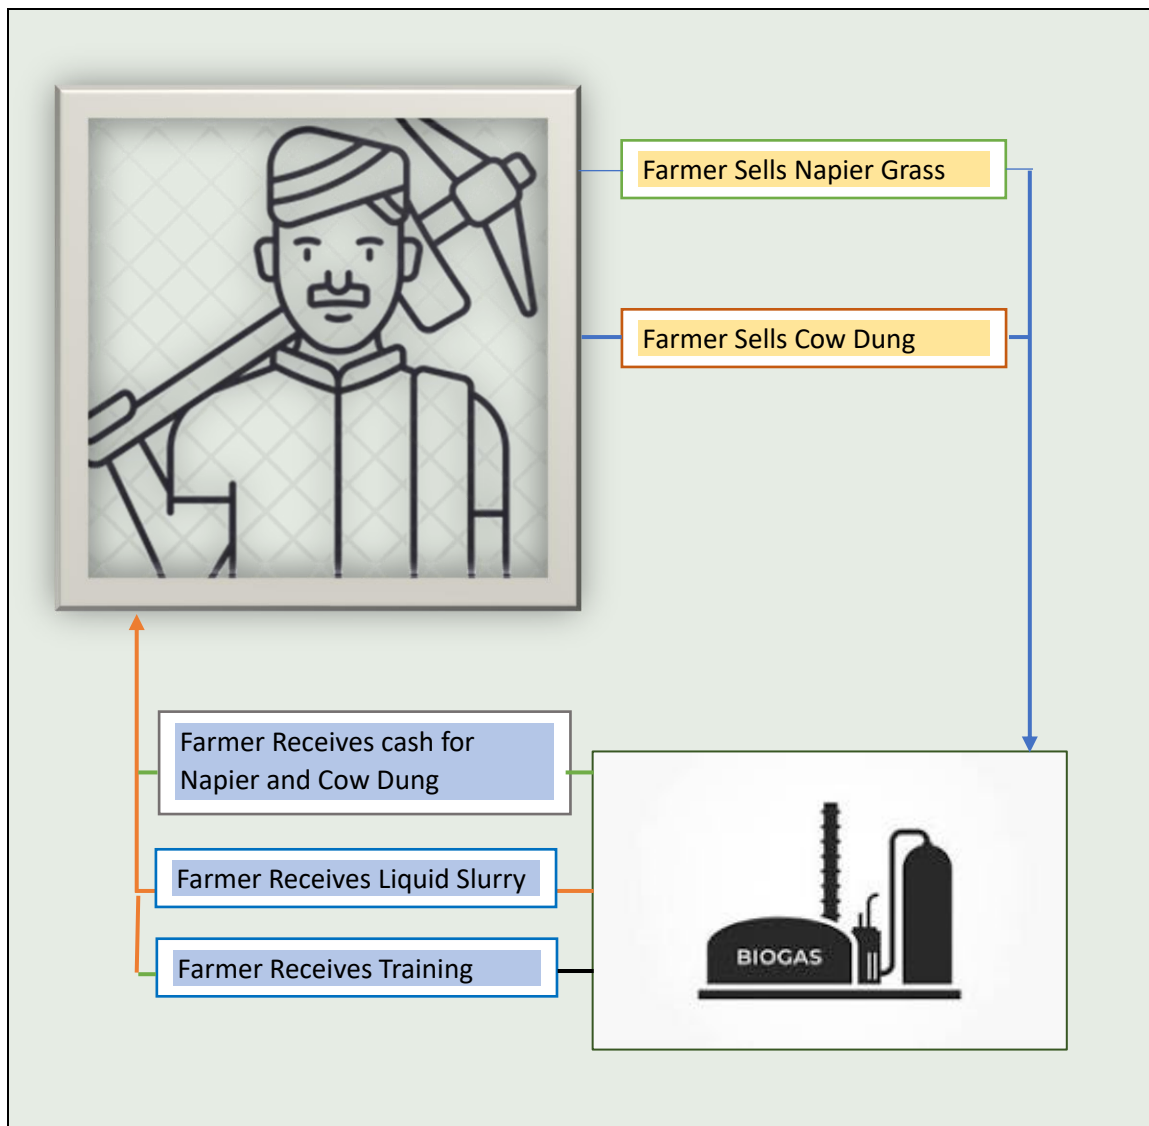 Farmer Sells Napier Grass
Farmer Sells Cow Dung
Farmer Receives cash for
Napier and Cow Dung
Farmer Receives Liquid Slurry
Farmer Receives Training
BIOGAS